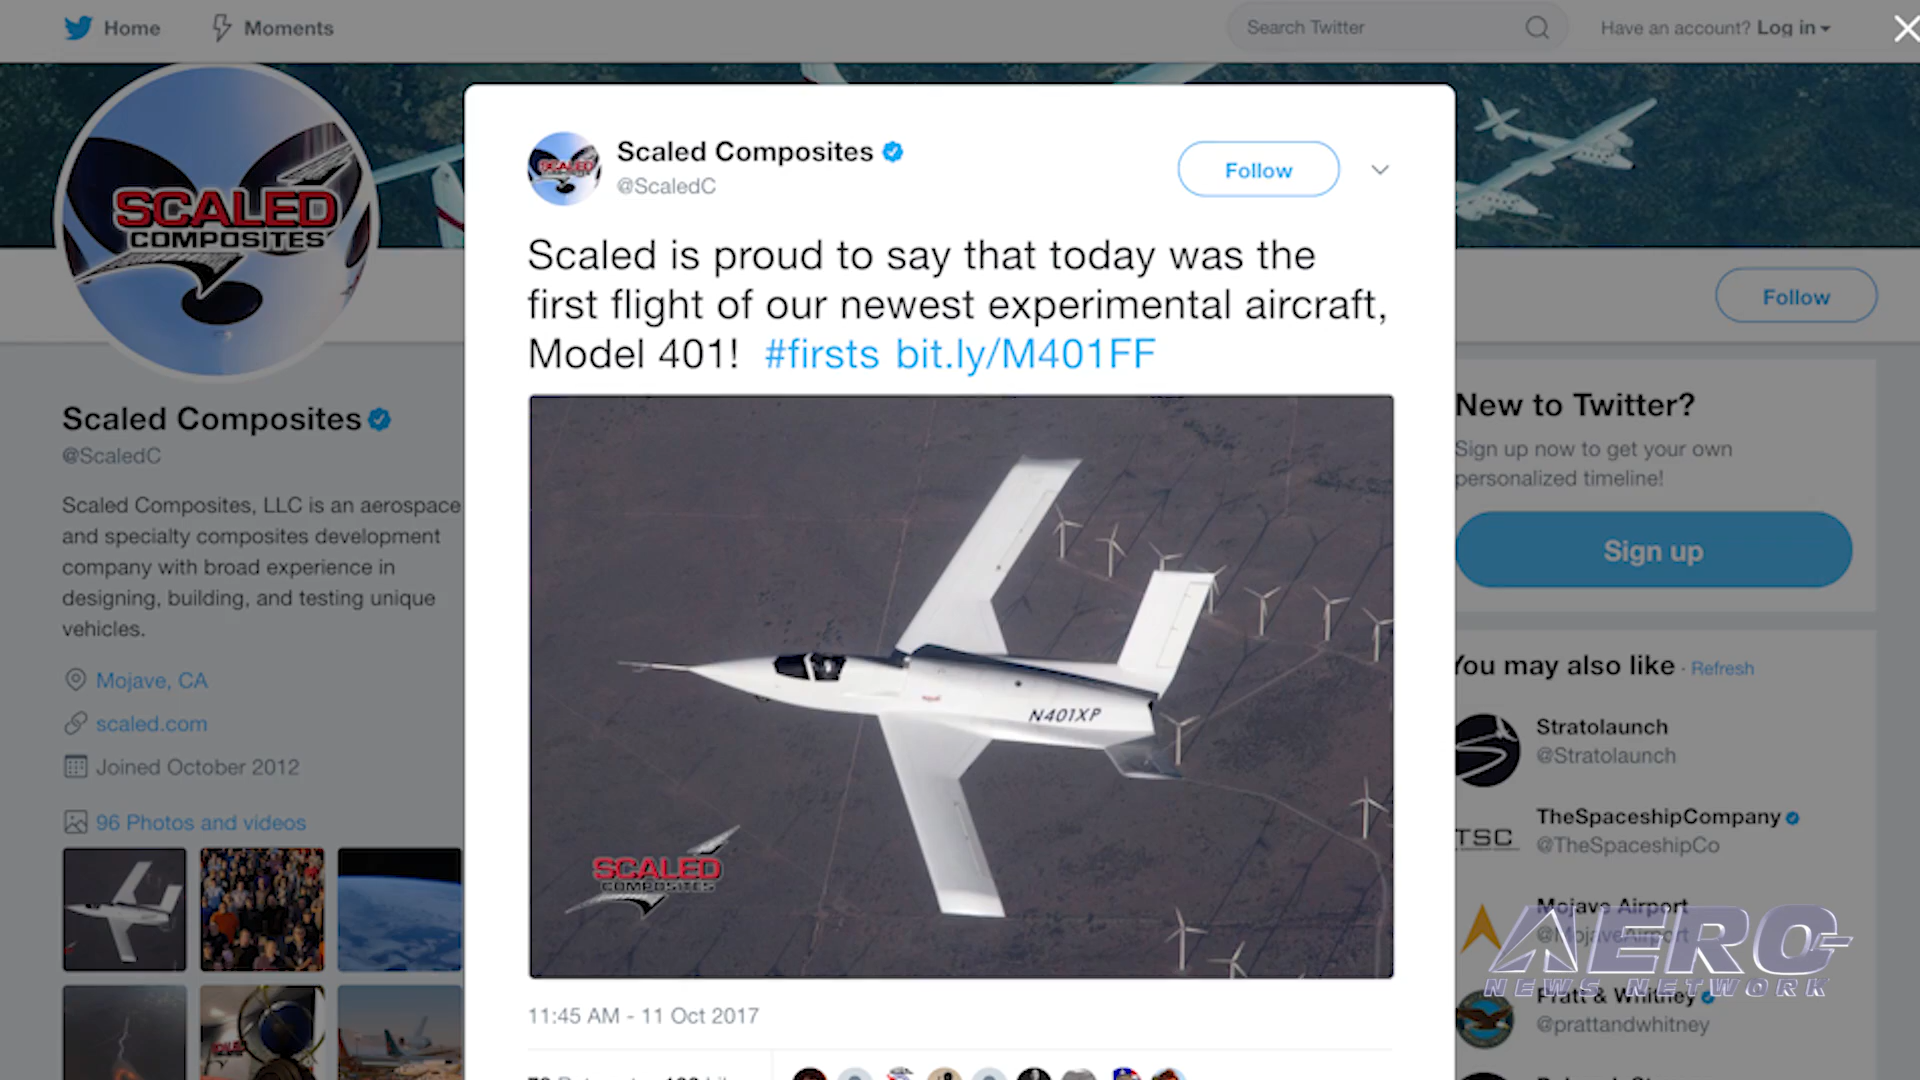 Home
Moments
Search Twitter
Have an account? Log in
SCALED
COMPOSITES
Scaled Composites
@ScaledC
Scaled Composites, LLC is an aerospace
and specialty composites development
company with broad experience in
designing, building, and testing unique
vehicles.
Mojave, CA
scaled.com
Joined October 2012
96 Photos and videos
SCALED
Scaled Composites
@ScaledC
Follow
Scaled is proud to say that today was the
first flight of our newest experimental aircraft,
Model 401! #firsts bit.ly/M401FF
N401XP
SCALED
COMPOSITES
11:45 AM - 11 Oct 2017
Follow
New to Twitter?
Sign up now to get your own
personalized timeline!
Sign up
You may also like · Refresh
Stratolaunch
@Stratolaunch
TSC
TheSpaceshipCompany
@TheSpaceshipCo
Mojave Airport
@MojaveAirport
AERO-
NEWS NETWORK
Pratt & Whitney
@prattandwhitney